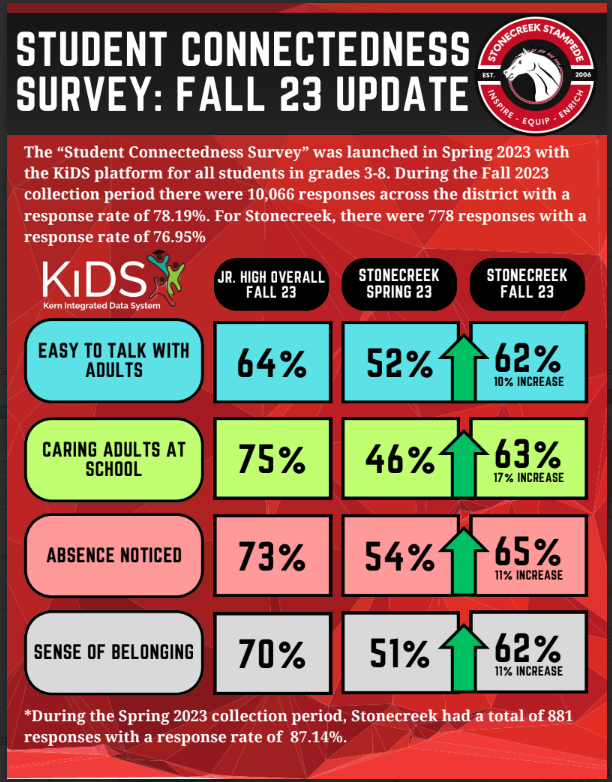 STUDENT CONNECTEDNESS
SURVEY: FALL 23 UPDATE
STONECREEK STAMPEDE
EST.
2006
INSPIRE - EQUIP - ENRICH
The “Student Connectedness Survey” was launched in Spring 2023 with
the KiDS platform for all students in grades 3-8. During the Fall 2023
collection period there were 10,066 responses across the district with a
response rate of 78.19%. For Stonecreek, there were 778 responses with a
response rate of 76.95%
KiDS
Kern Integrated Data System
JR. HIGH OVERALL
FALL 23
STONECREEK
SPRING 23
STONECREEK
FALL 23
EASY TO TALK WITH
ADULTS
64%
52%
62%
10% INCREASE
CARING ADULTS AT
SCHOOL
75%
46%
63%
17% INCREASE
ABSENCE NOTICED
73%
54%
65%
11% INCREASE
SENSE OF BELONGING
70%
51%
62%
11% INCREASE
*During the Spring 2023 collection period, Stonecreek had a total of 881
responses with a response rate of 87.14%.